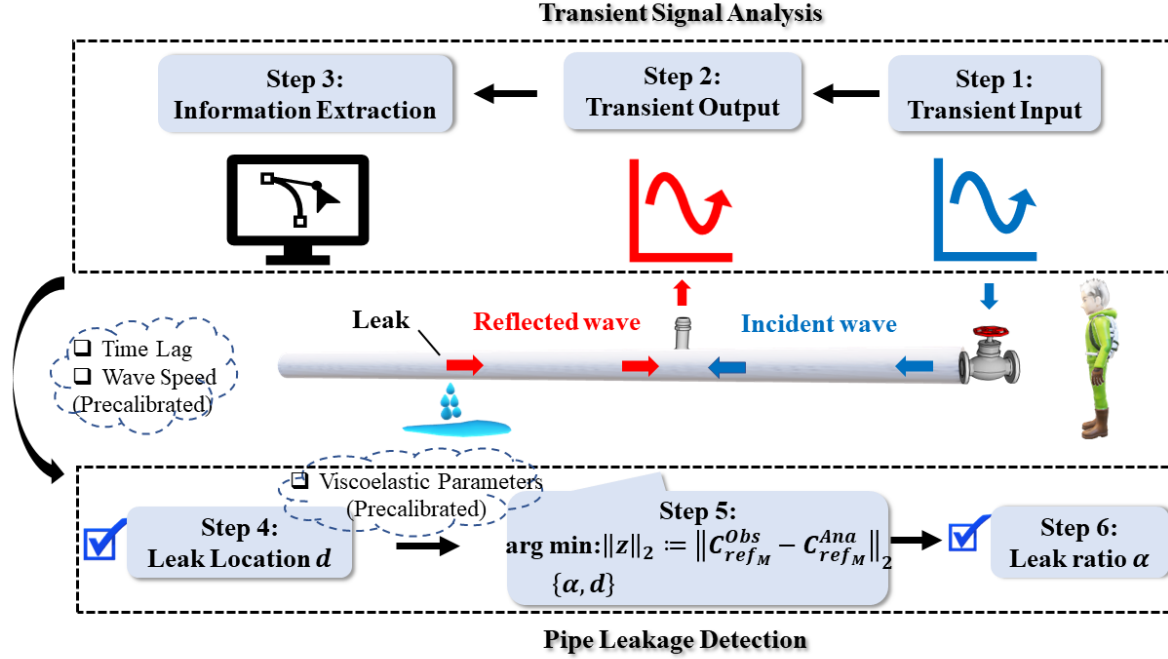 Transient Signal Analysis
Step 3:
Information Extraction
Step 2:
Transient Output
Step 1:
Transient Input
Leak
Reflected wave
Incident wave
❑ Time Lag
❑ Wave Speed
(Precalibrated)
❑ Viscoelastic Parameters
(Precalibrated)
Step 4:
Leak Location d
Step 5:
arg min:‖z‖₂ ≔ ‖C_{ref_M}^{Obs} − C_{ref_M}^{Ana}‖₂
{α, d}
Step 6:
Leak ratio α
Pipe Leakage Detection